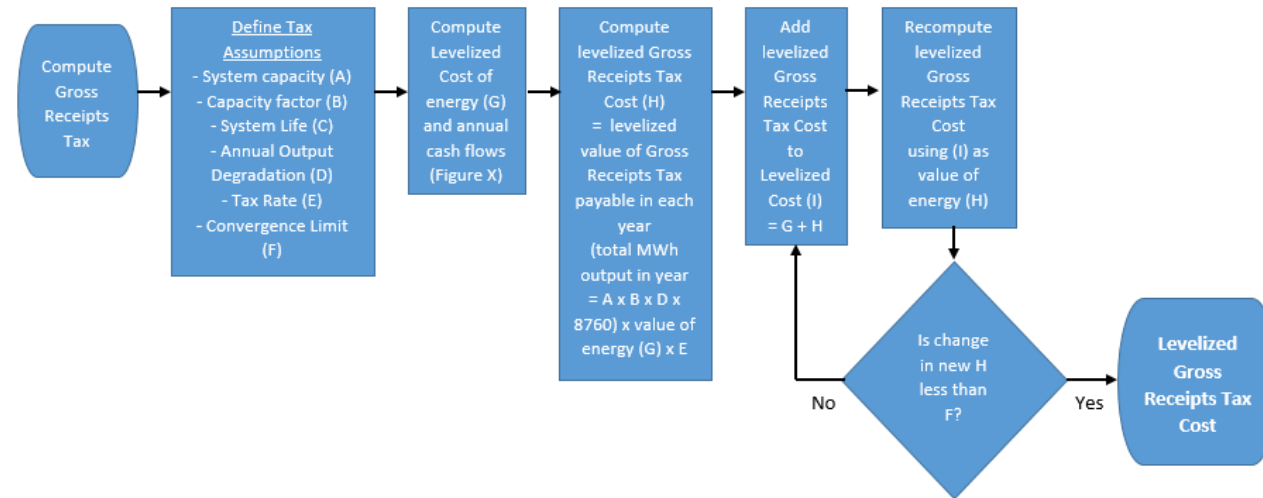 Compute
Gross
Receipts
Tax
Define Tax
Assumptions
- System capacity (A)
- Capacity factor (B)
- System Life (C)
- Annual Output
Degradation (D)
- Tax Rate (E)
- Convergence Limit
(F)
Compute
Levelized
Cost of
energy (G)
and annual
cash flows
(Figure X)
Compute
levelized Gross
Receipts Tax
Cost (H)
= levelized
value of Gross
Receipts Tax
payable in each
year
(total MWh
output in year
= A x B x D x
8760) x value of
energy (G) x E
Add
levelized
Gross
Receipts
Tax Cost
to
Levelized
Cost (I)
= G + H
Recompute
levelized
Gross
Receipts Tax
Cost
using (I) as
value of
energy (H)
Is change
in new H
less than
F?
No
Yes
Levelized
Gross
Receipts Tax
Cost